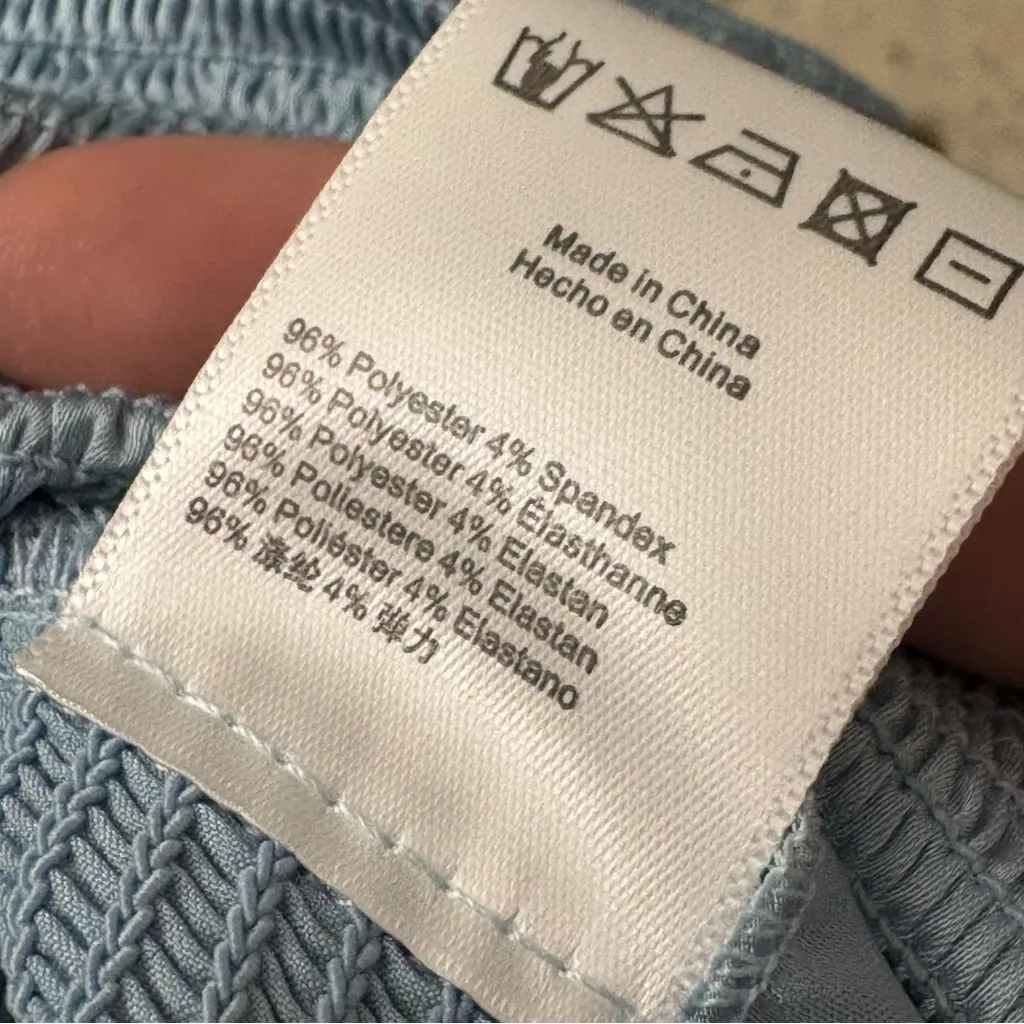 Made in China
Hecho en China
96% Polyester 4% Spandex
96% Polyester 4% Élasthanne
96% Polyester 4% Elastan
96% Poliestere 4% Elastan
96% Poliéster 4% Elastano
96% 涤纶 4% 弹力